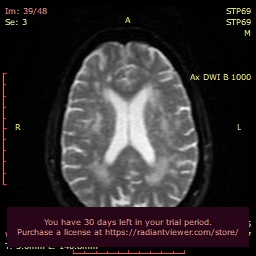 Im: 39/48
Se: 3
A
STP69
STP69
M
Ax DWI B 1000
R
L
You have 30 days left in your trial period.
Purchase a license at https://radiantviewer.com/store/